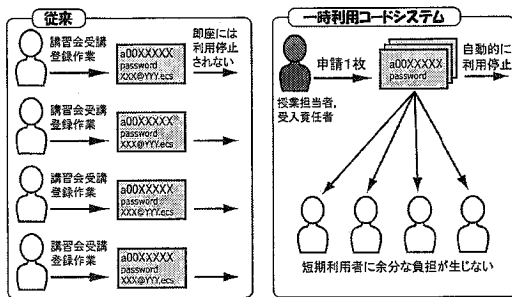 従来
講習会受講
登録作業
a00XXXXX
password
XXX@YYY.ecs
即座には
利用停止
されない
講習会受講
登録作業
a00XXXXX
password
XXX@YYY.ecs
講習会受講
登録作業
a00XXXXX
password
XXX@YYY.ecs
講習会受講
登録作業
a00XXXXX
password
XXX@YYY.ecs
一時利用コードシステム
授業担当者,
受入責任者
申請1枚
a00XXXXX
password
自動的に
利用停止
短期利用者に余分な負担が生じない